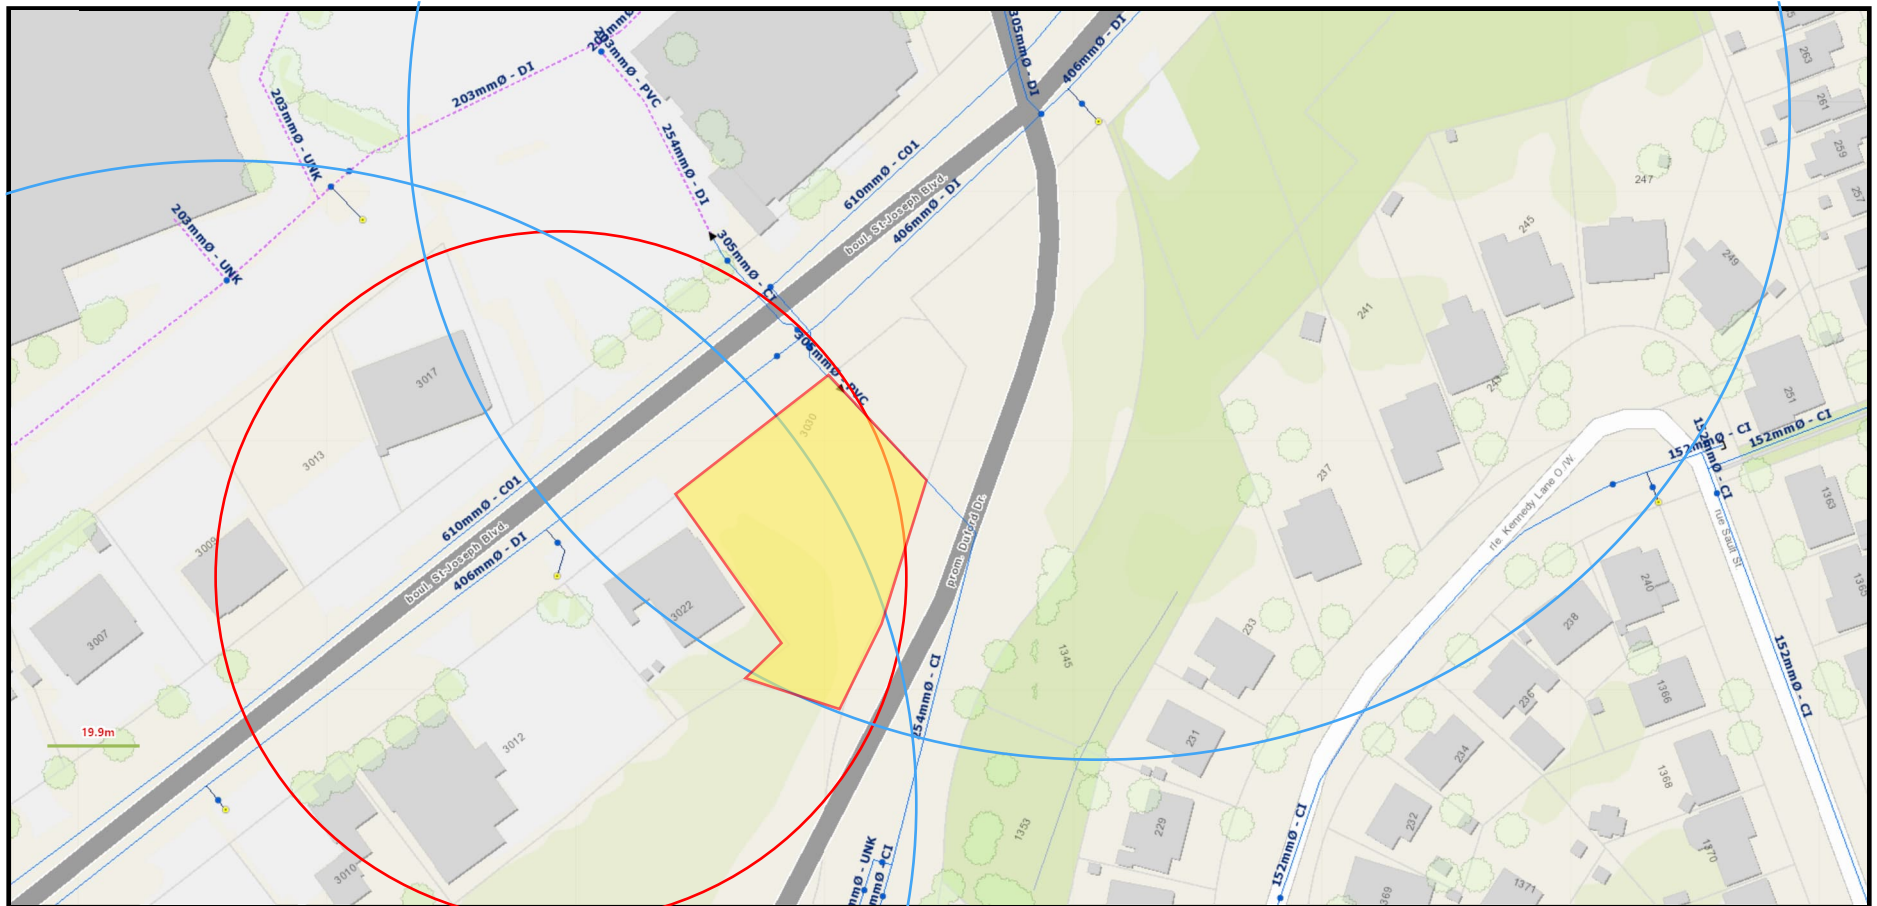 203mmØ
203mmØ - PVC
203mmØ - DI
203mmØ - UNK
203mmØ - UNK
254mmØ - DI
305mmØ - CI
305mmØ - DI
406mmØ - DI
610mmØ - C01
boul. St-Joseph Blvd.
406mmØ - DI
305mmØ - PVC
263
261
259
257
247
245
249
241
243
251
237
3017
3013
3030
3009
3007
610mmØ - C01
boul. St-Joseph Blvd.
406mmØ - DI
3022
prom. Duford Dr.
254mmØ - CI
152mmØ - CI
152mmØ - CI
152mmØ - CI
rle. Kennedy Lane O./W
rue Sault St.
1363
1365
240
238
236
234
233
231
232
229
1345
1353
1366
1368
1370
1371
152mmØ - CI
152mmØ - CI
19.9m
3012
3010
mØ - UNK
mmØ - CI
369